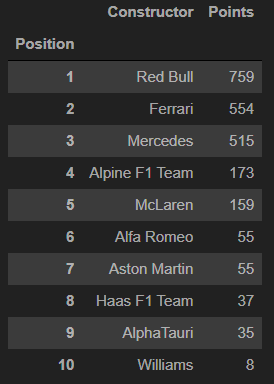 Constructor Points
Position
1 Red Bull 759
2 Ferrari 554
3 Mercedes 515
4 Alpine F1 Team 173
5 McLaren 159
6 Alfa Romeo 55
7 Aston Martin 55
8 Haas F1 Team 37
9 AlphaTauri 35
10 Williams 8